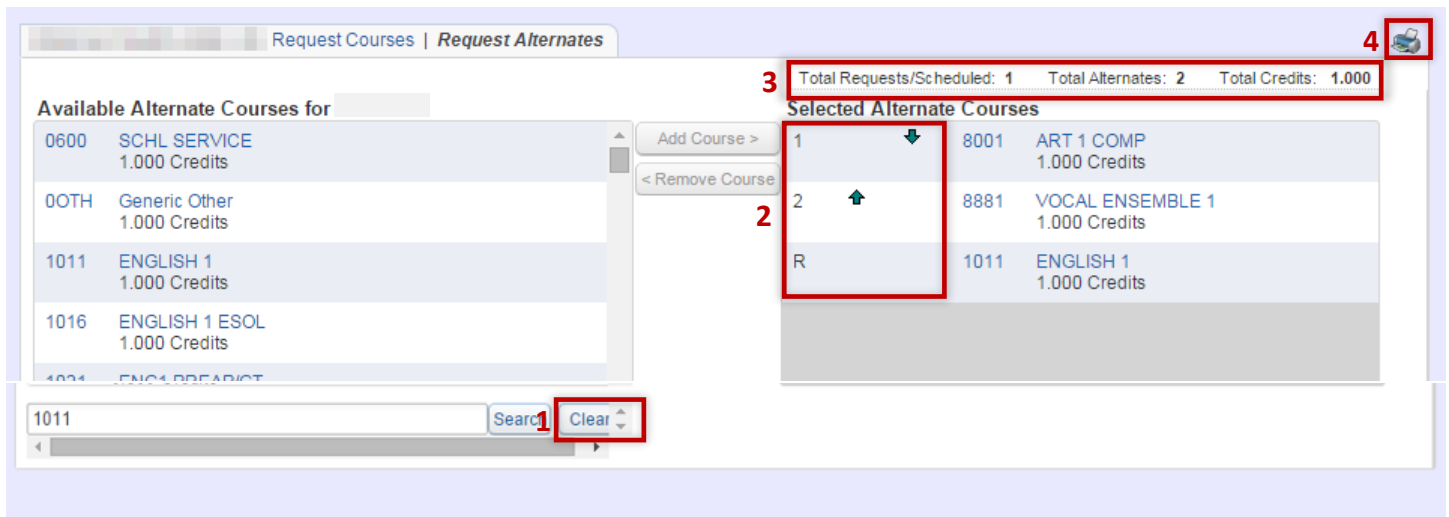 Request Courses | Request Alternates
4
3
Total Requests/Scheduled: 1 Total Alternates: 2 Total Credits: 1.000
Available Alternate Courses for
Selected Alternate Courses
0600 SCHL SERVICE
1.000 Credits
0OTH Generic Other
1.000 Credits
1011 ENGLISH 1
1.000 Credits
1016 ENGLISH 1 ESOL
1.000 Credits
Add Course >
< Remove Course
2
1 8001 ART 1 COMP
1.000 Credits
2 8881 VOCAL ENSEMBLE 1
1.000 Credits
R 1011 ENGLISH 1
1.000 Credits
1011 Search 1 Clear